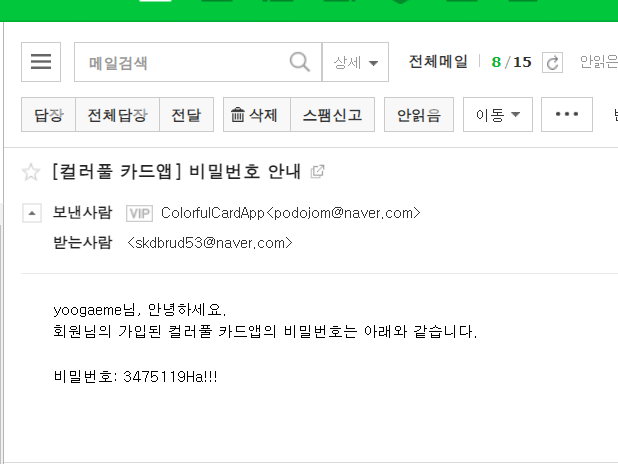 메일검색 상세 전체메일 8 / 15 안읽은
답장 전체답장 전달 삭제 스팸신고 안읽음 이동 •••
[컬러풀 카드앱] 비밀번호 안내
보낸사람 VIP ColorfulCardApp<podojom@naver.com>
받는사람 <skdbrud53@naver.com>
yoogaeme님, 안녕하세요.
회원님의 가입된 컬러풀 카드앱의 비밀번호는 아래와 같습니다.
비밀번호: 3475119Ha!!!